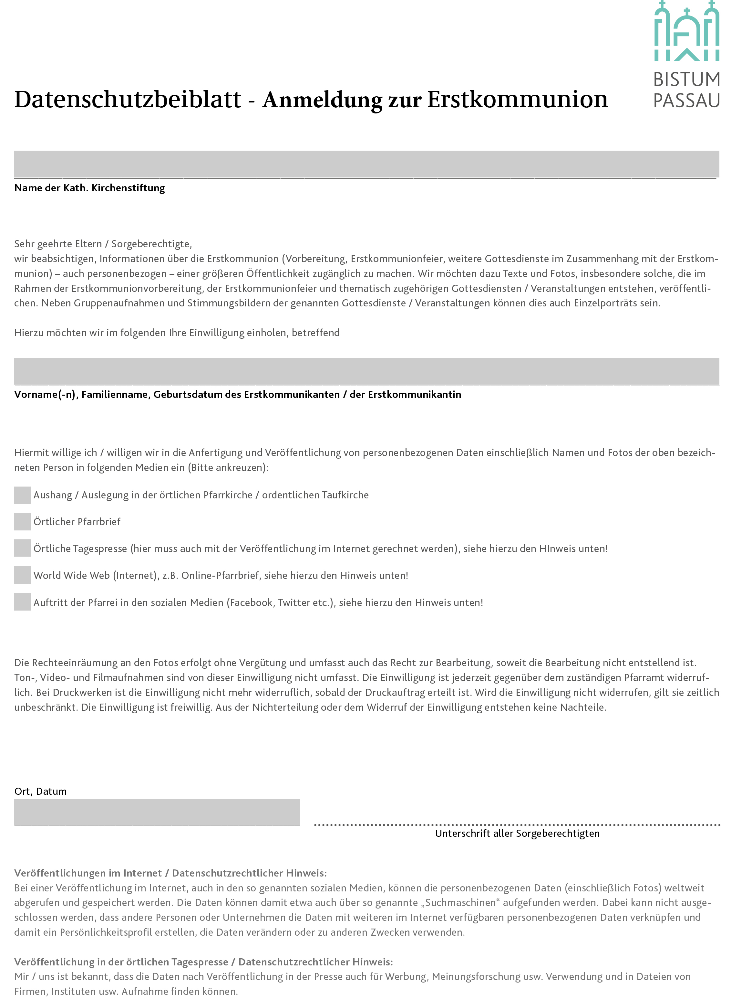 BISTUM
PASSAU
Datenschutzbeiblatt - Anmeldung zur Erstkommunion
Name der Kath. Kirchenstiftung
Sehr geehrte Eltern / Sorgeberechtigte,
wir beabsichtigen, Informationen über die Erstkommunion (Vorbereitung, Erstkommunionfeier, weitere Gottesdienste im Zusammenhang mit der Erstkom-
munion) – auch personenbezogen – einer größeren Öffentlichkeit zugänglich zu machen. Wir möchten dazu Texte und Fotos, insbesondere solche, die im
Rahmen der Erstkommunionvorbereitung, der Erstkommunionfeier und thematisch zugehörigen Gottesdiensten / Veranstaltungen entstehen, veröffentli-
chen. Neben Gruppenaufnahmen und Stimmungsbildern der genannten Gottesdienste / Veranstaltungen können dies auch Einzelporträts sein.
Hierzu möchten wir im folgenden Ihre Einwilligung einholen, betreffend
Vorname(-n), Familienname, Geburtsdatum des Erstkommunikanten / der Erstkommunikantin
Hiermit willige ich / willigen wir in die Anfertigung und Veröffentlichung von personenbezogenen Daten einschließlich Namen und Fotos der oben bezeich-
neten Person in folgenden Medien ein (Bitte ankreuzen):
Aushang / Auslegung in der örtlichen Pfarrkirche / ordentlichen Taufkirche
Örtlicher Pfarrbrief
Örtliche Tagespresse (hier muss auch mit der Veröffentlichung im Internet gerechnet werden), siehe hierzu den HInweis unten!
World Wide Web (Internet), z.B. Online-Pfarrbrief, siehe hierzu den Hinweis unten!
Auftritt der Pfarrei in den sozialen Medien (Facebook, Twitter etc.), siehe hierzu den Hinweis unten!
Die Rechteeinräumung an den Fotos erfolgt ohne Vergütung und umfasst auch das Recht zur Bearbeitung, soweit die Bearbeitung nicht entstellend ist.
Ton-, Video- und Filmaufnahmen sind von dieser Einwilligung nicht umfasst. Die Einwilligung ist jederzeit gegenüber dem zuständigen Pfarramt widerruf-
lich. Bei Druckwerken ist die Einwilligung nicht mehr widerruflich, sobald der Druckauftrag erteilt ist. Wird die Einwilligung nicht widerrufen, gilt sie zeitlich
unbeschränkt. Die Einwilligung ist freiwillig. Aus der Nichterteilung oder dem Widerruf der Einwilligung entstehen keine Nachteile.
Ort, Datum
Unterschrift aller Sorgeberechtigten
Veröffentlichungen im Internet / Datenschutzrechtlicher Hinweis:
Bei einer Veröffentlichung im Internet, auch in den so genannten sozialen Medien, können die personenbezogenen Daten (einschließlich Fotos) weltweit
abgerufen und gespeichert werden. Die Daten können damit etwa auch über so genannte „Suchmaschinen“ aufgefunden werden. Dabei kann nicht ausge-
schlossen werden, dass andere Personen oder Unternehmen die Daten mit weiteren im Internet verfügbaren personenbezogenen Daten verknüpfen und
damit ein Persönlichkeitsprofil erstellen, die Daten verändern oder zu anderen Zwecken verwenden.
Veröffentlichung in der örtlichen Tagespresse / Datenschutzrechtlicher Hinweis:
Mir / uns ist bekannt, dass die Daten nach Veröffentlichung in der Presse auch für Werbung, Meinungsforschung usw. Verwendung und in Dateien von
Firmen, Instituten usw. Aufnahme finden können.